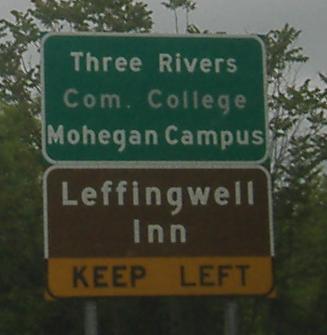 Three Rivers
Com. College
Mohegan Campus
Leffingwell
Inn
KEEP LEFT